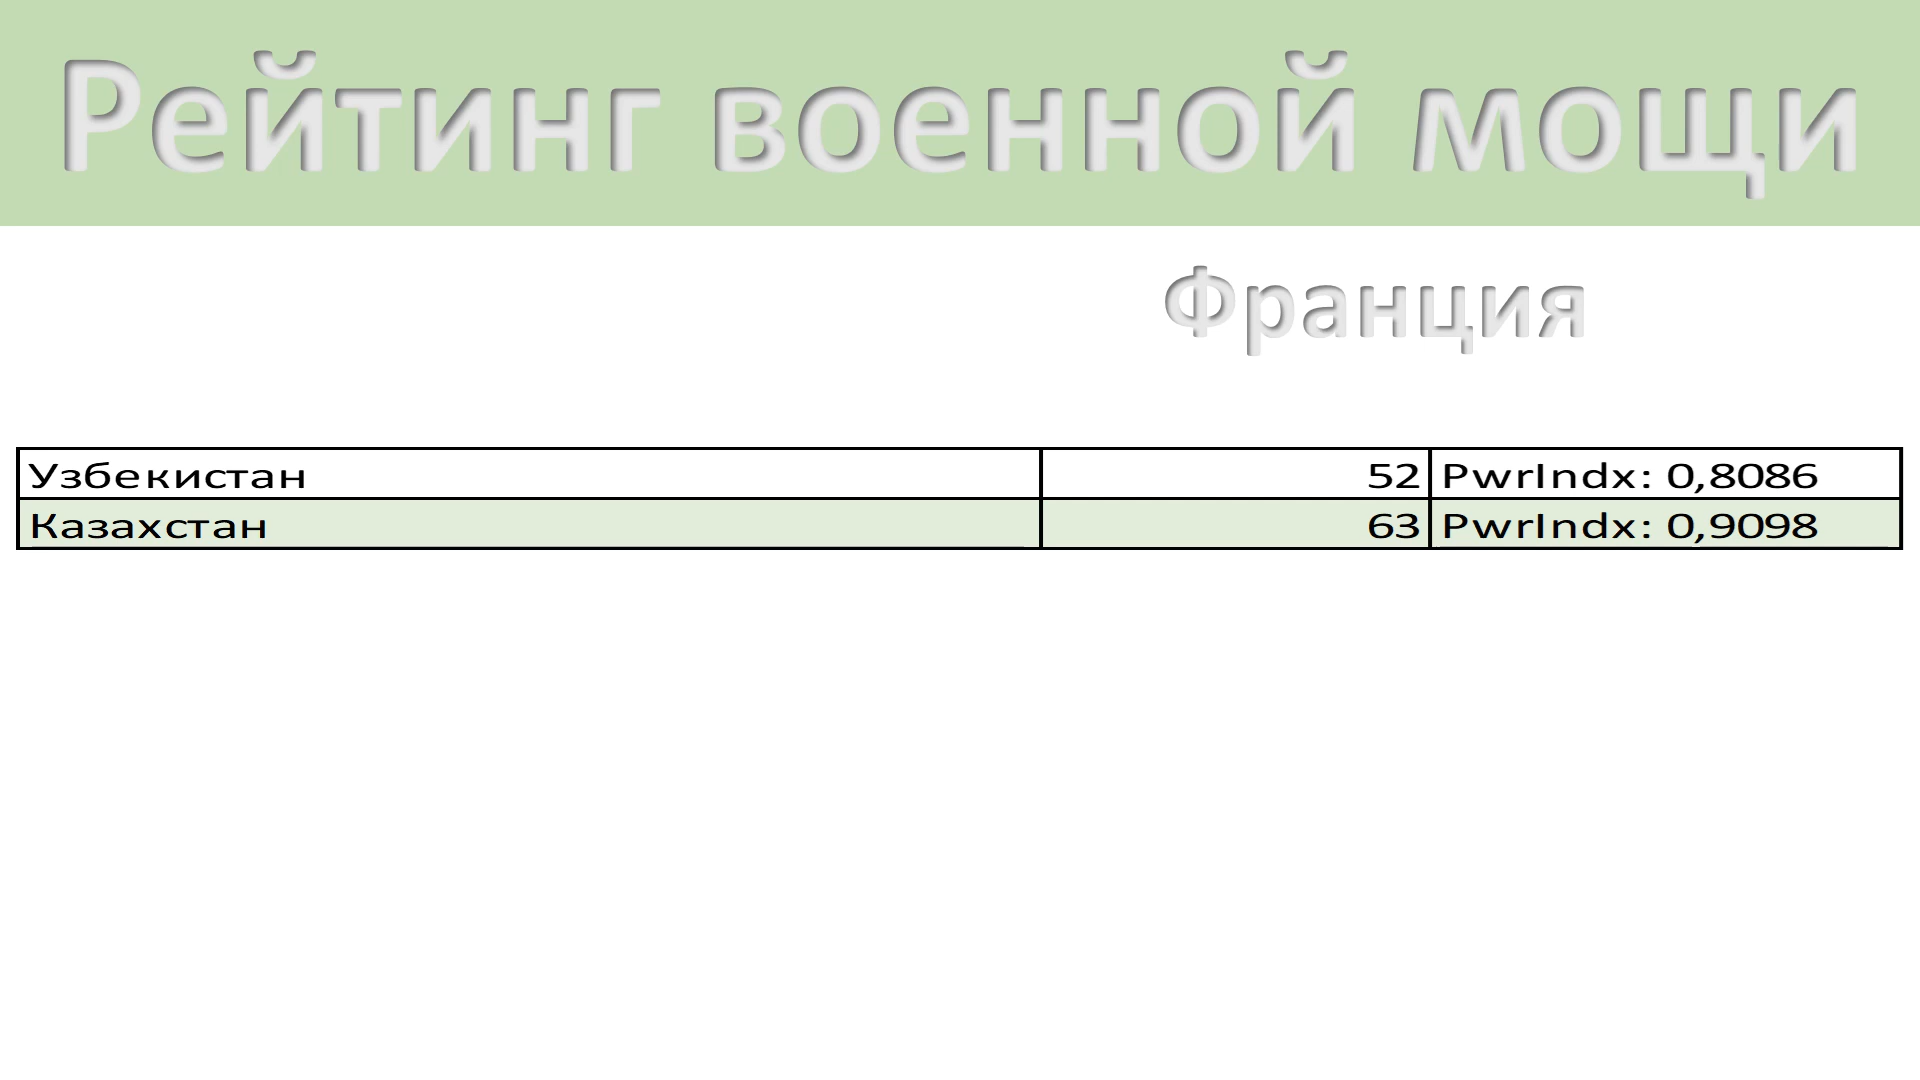 Рейтинг военной мощи
Франция
Узбекистан 52 PwrIndx: 0,8086
Казахстан 63 PwrIndx: 0,9098